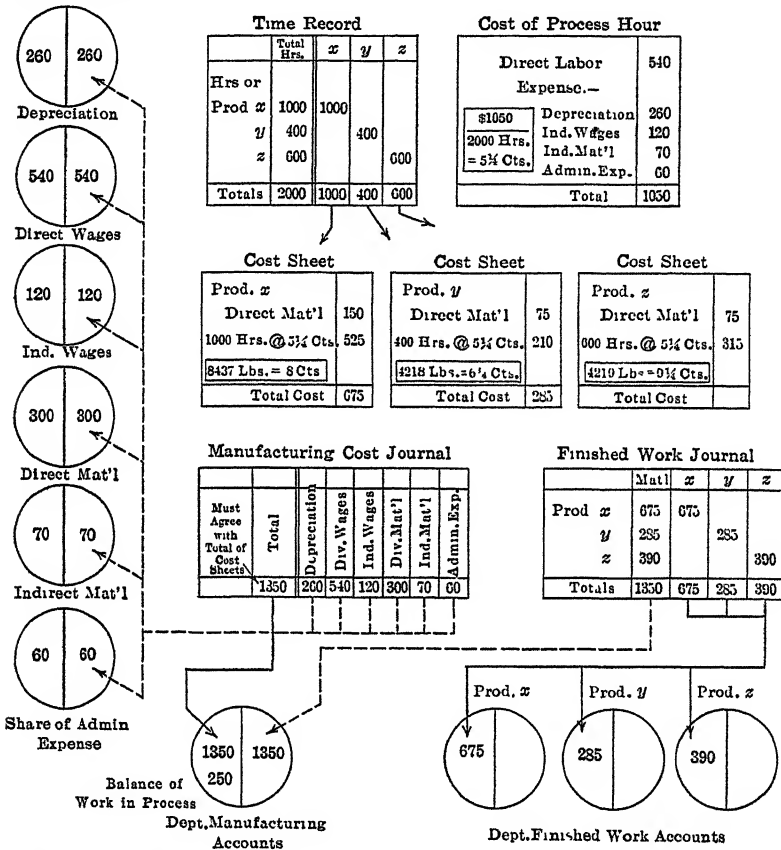 260 260
Depreciation
540 540
Direct Wages
120 120
Ind. Wages
300 300
Direct Mat'l
70 70
Indirect Mat'l
60 60
Share of Admin
Expense
Time Record
Total Hrs. x y z
Hrs or
Prod x 1000 1000
y 400 400
z 600 600
Totals 2000 1000 400 600
Cost of Process Hour
Direct Labor 540
Expense.—
$1050
2000 Hrs.
= 5¼ Cts.
Depreciation 260
Ind. Wages 120
Ind. Mat'l 70
Admin. Exp. 60
Total 1050
Cost Sheet
Prod. x
Direct Mat'l 150
1000 Hrs. @ 5¼ Cts. 525
8437 Lbs. = 8 Cts
Total Cost 675
Cost Sheet
Prod. y
Direct Mat'l 75
400 Hrs. @ 5¼ Cts. 210
4218 Lbs. =
Total Cost 285
Cost Sheet
Prod. z
Direct Mat'l 75
600 Hrs. @ 5¼ Cts. 315
4219 Lbs = 9¼ Cts.
Total Cost
Manufacturing Cost Journal
Must
Agree
with
Total of
Cost
Sheets
Total
Depreciation
Div. Wages
Ind. Wages
Div. Mat'l
Ind. Mat'l
Admin. Exp.
1350 260 540 120 300 70 60
Finished Work Journal
Matl x y z
Prod x 675 675
y 285 285
z 390 390
Totals 1350 675 285 390
1350 1350
250
Balance of
Work in Process
Dept. Manufacturing
Accounts
Prod. x Prod. y Prod. z
675 285 390
Dept. Finished Work Accounts